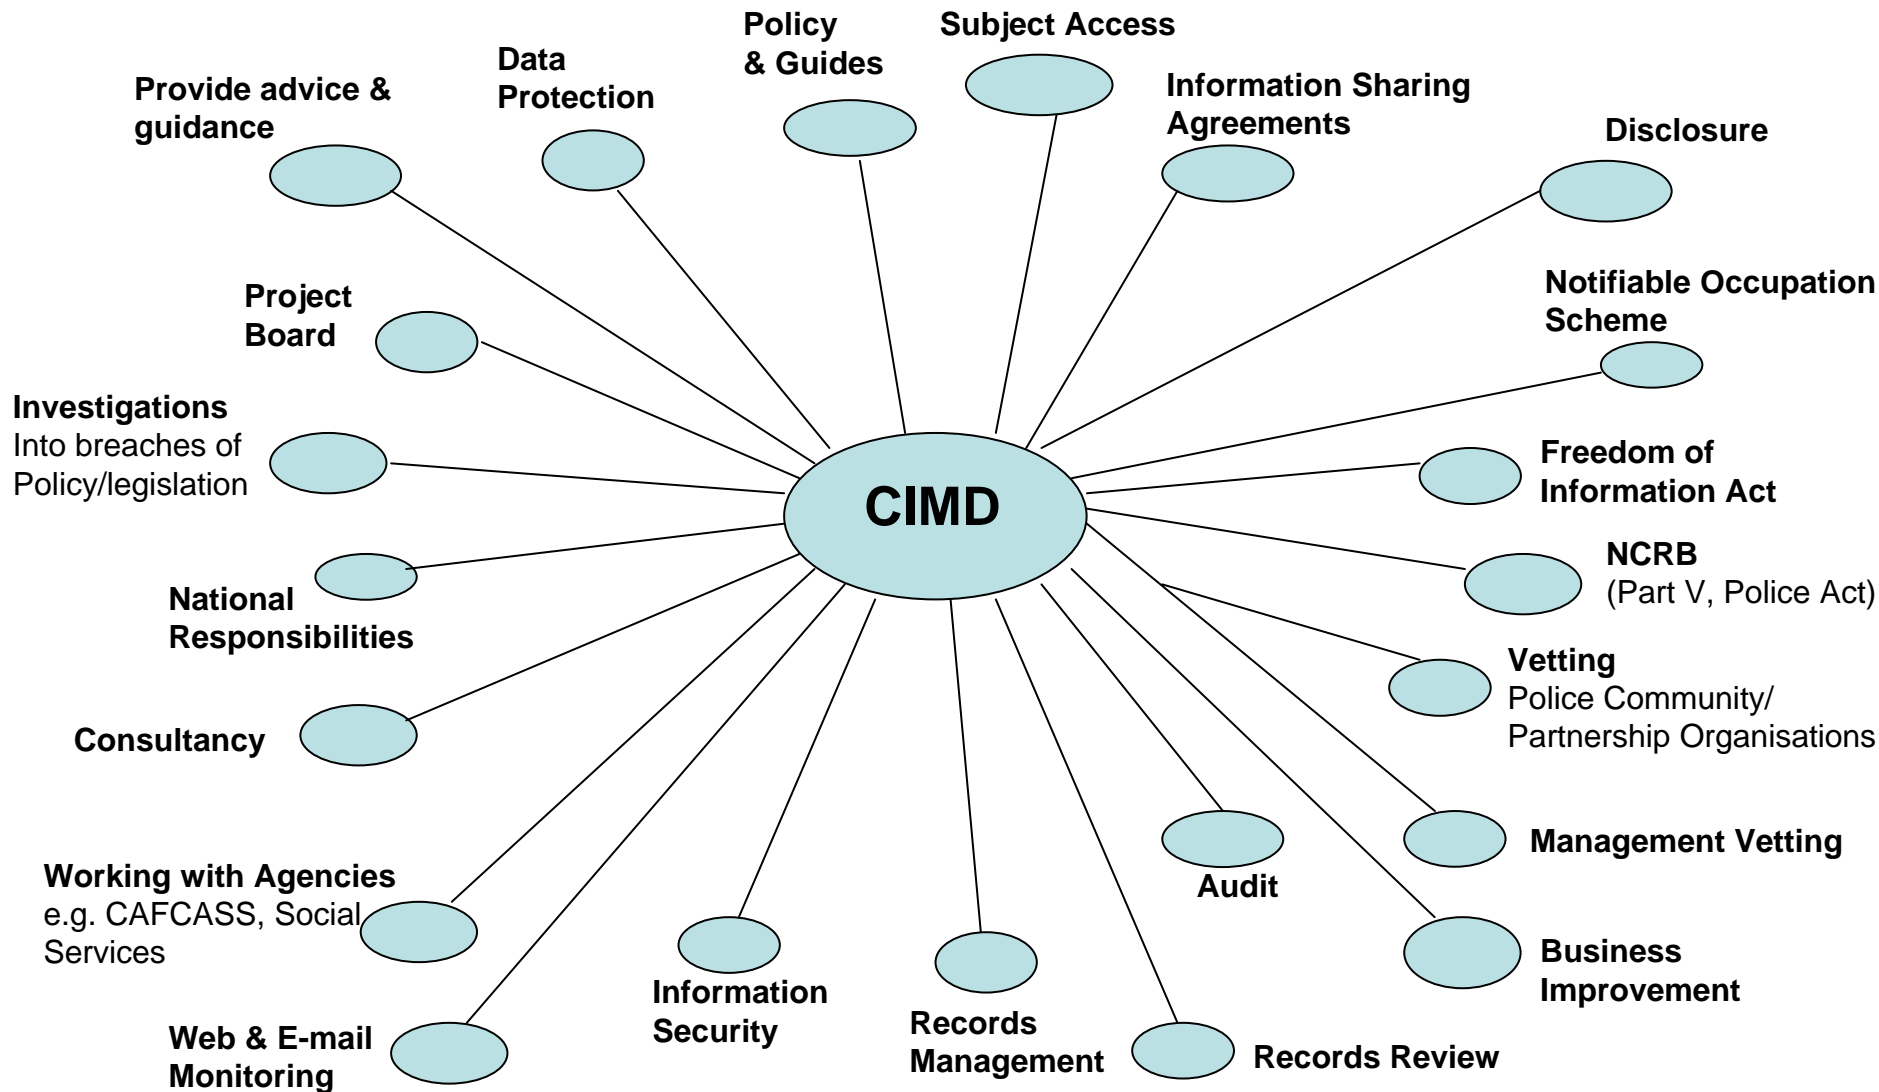 Policy
& Guides
Subject Access
Data
Protection
Provide advice &
guidance
Information Sharing
Agreements
Disclosure
Project
Board
Notifiable Occupation
Scheme
Investigations
Into breaches of
Policy/legislation
CIMD
Freedom of
Information Act
NCRB
(Part V, Police Act)
National
Responsibilities
Vetting
Police Community/
Partnership Organisations
Consultancy
Management Vetting
Working with Agencies
e.g. CAFCASS, Social
Services
Audit
Business
Improvement
Information
Security
Records
Management
Records Review
Web & E-mail
Monitoring